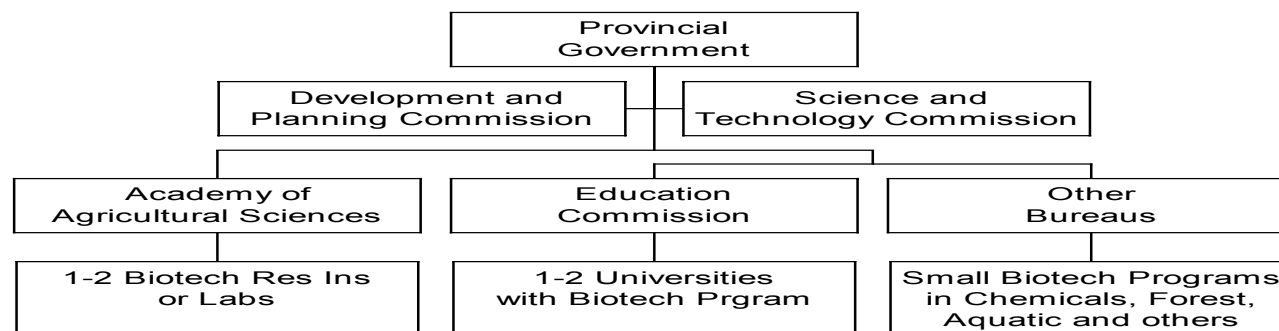 Provincial
Government
Development and
Planning Commission
Science and
Technology Commission
Academy of
Agricultural Sciences
Education
Commission
Other
Bureaus
1-2 Biotech Res Ins
or Labs
1-2 Universities
with Biotech Prgram
Small Biotech Programs
in Chemicals, Forest,
Aquatic and others